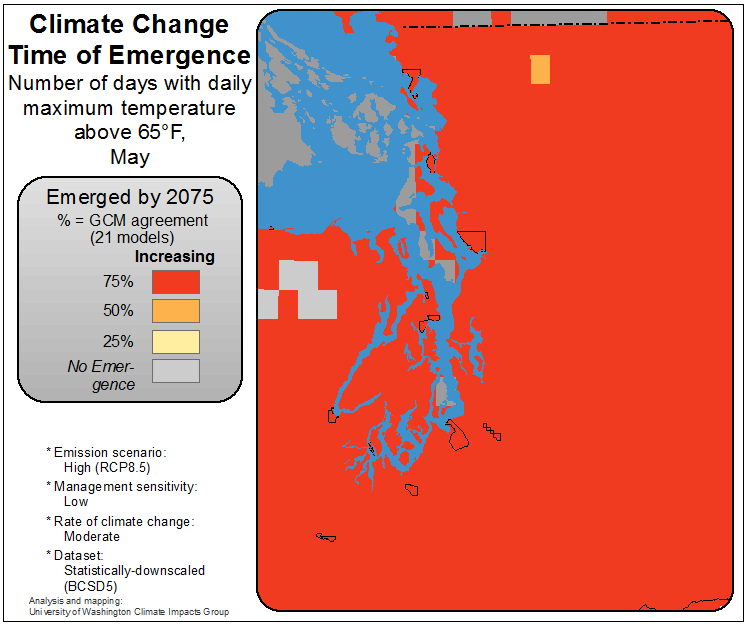 Climate Change
Time of Emergence
Number of days with daily
maximum temperature
above 65°F,
May
Emerged by 2075
% = GCM agreement
(21 models)
Increasing
75%
50%
25%
No Emer-
gence
* Emission scenario:
High (RCP8.5)
* Management sensitivity:
Low
* Rate of climate change:
Moderate
* Dataset:
Statistically-downscaled
(BCSD5)
Analysis and mapping:
University of Washington Climate Impacts Group